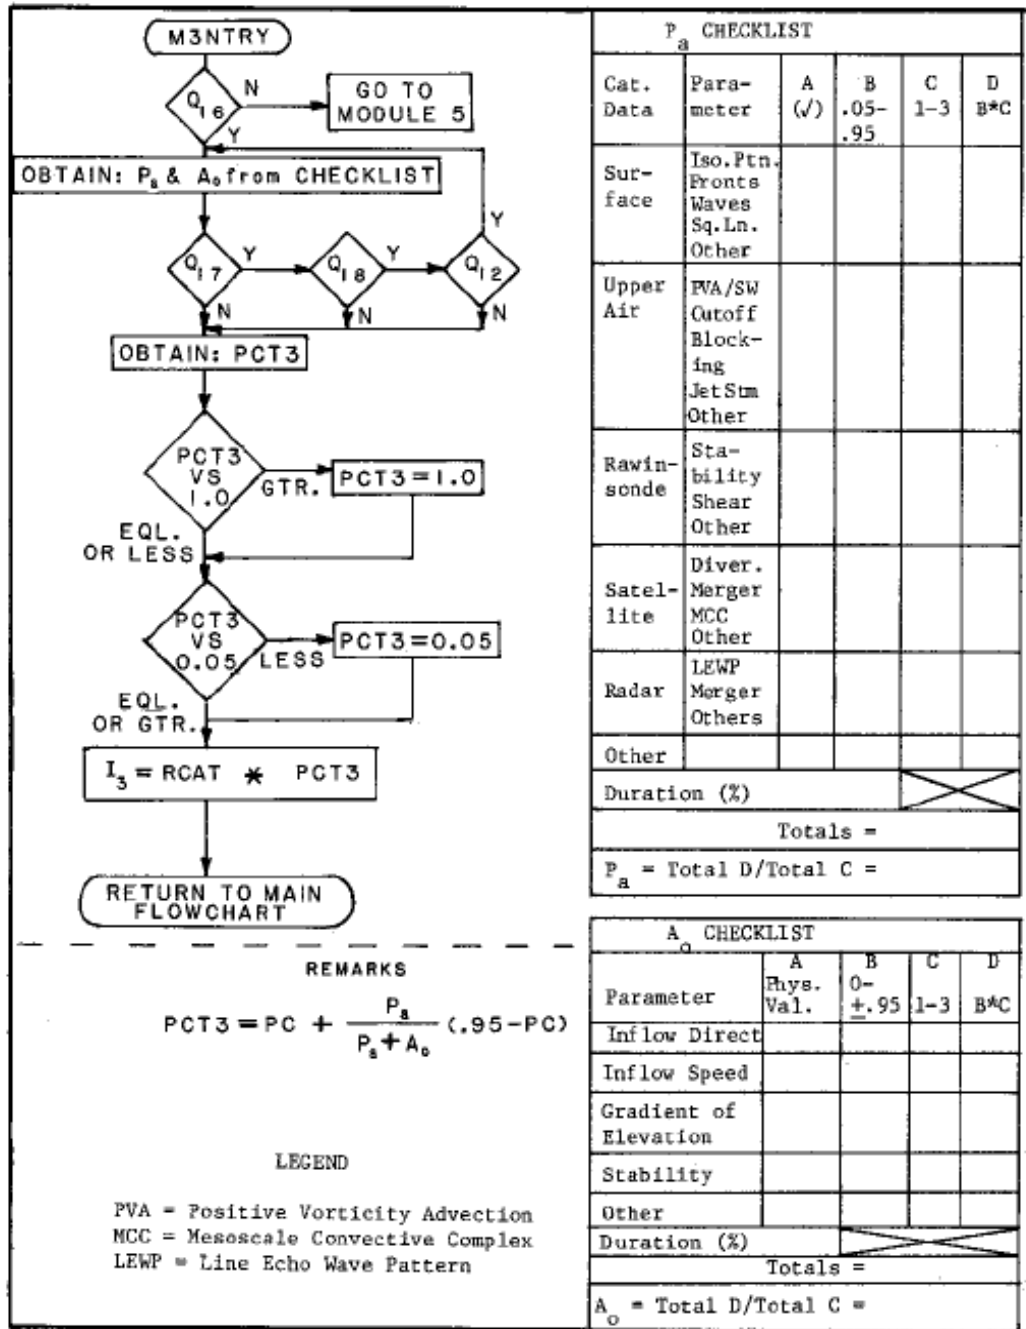 M3NTRY
Q16
N
GO TO
MODULE 5
Y
OBTAIN: Pa & Ao from CHECKLIST
Y
Q17
Y
Q18
Y
Q12
N
N
N
OBTAIN: PCT3
PCT3
VS
1.0
GTR.
PCT3=1.0
EQL.
OR LESS
PCT3
VS
0.05
LESS
PCT3=0.05
EQL.
OR GTR.
I3 = RCAT * PCT3
RETURN TO MAIN
FLOWCHART
REMARKS
PCT3 = PC + Pa / Pa + Ao (.95-PC)
LEGEND
PVA = Positive Vorticity Advection
MCC = Mesoscale Convective Complex
LEWP = Line Echo Wave Pattern
Pa CHECKLIST
Cat. Para- A B C D
Data meter (√) .05- 1-3 B*C
.95
Sur-
face
Iso.Ptn.
Fronts
Waves
Sq.Ln.
Other
Upper
Air
PVA/SW
Cutoff
Block-
ing
JetStm
Other
Rawin-
sonde
Sta-
bility
Shear
Other
Satel-
lite
Diver.
Merger
MCC
Other
Radar
LEWP
Merger
Others
Other
Duration (%)
Totals =
Pa = Total D/Total C =
Ao CHECKLIST
Parameter
A
Phys.
Val.
B
0-
±.95
C
1-3
D
B*C
Inflow Direct
Inflow Speed
Gradient of
Elevation
Stability
Other
Duration (%)
Totals =
Ao = Total D/Total C =